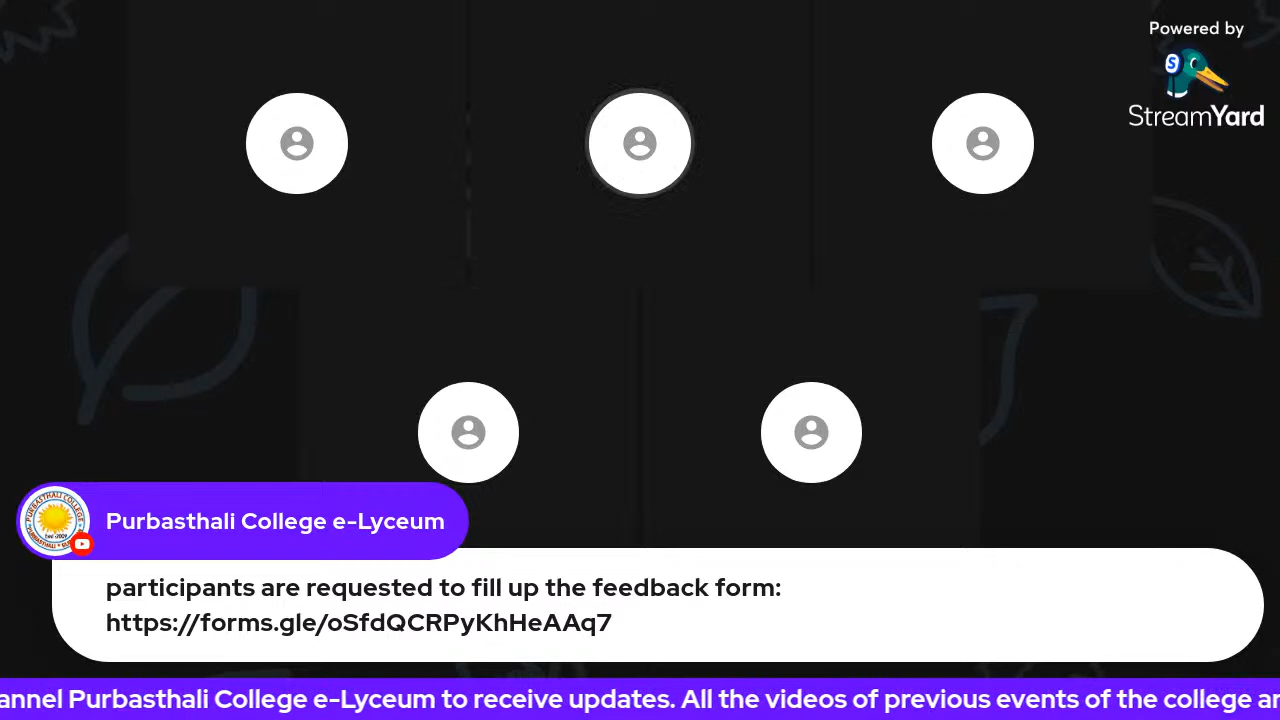 Powered by
StreamYard
Purbasthali College e-Lyceum
participants are requested to fill up the feedback form:
https://forms.gle/oSfdQCRPyKhHeAAq7
annel Purbasthali College e-Lyceum to receive updates. All the videos of previous events of the college ar